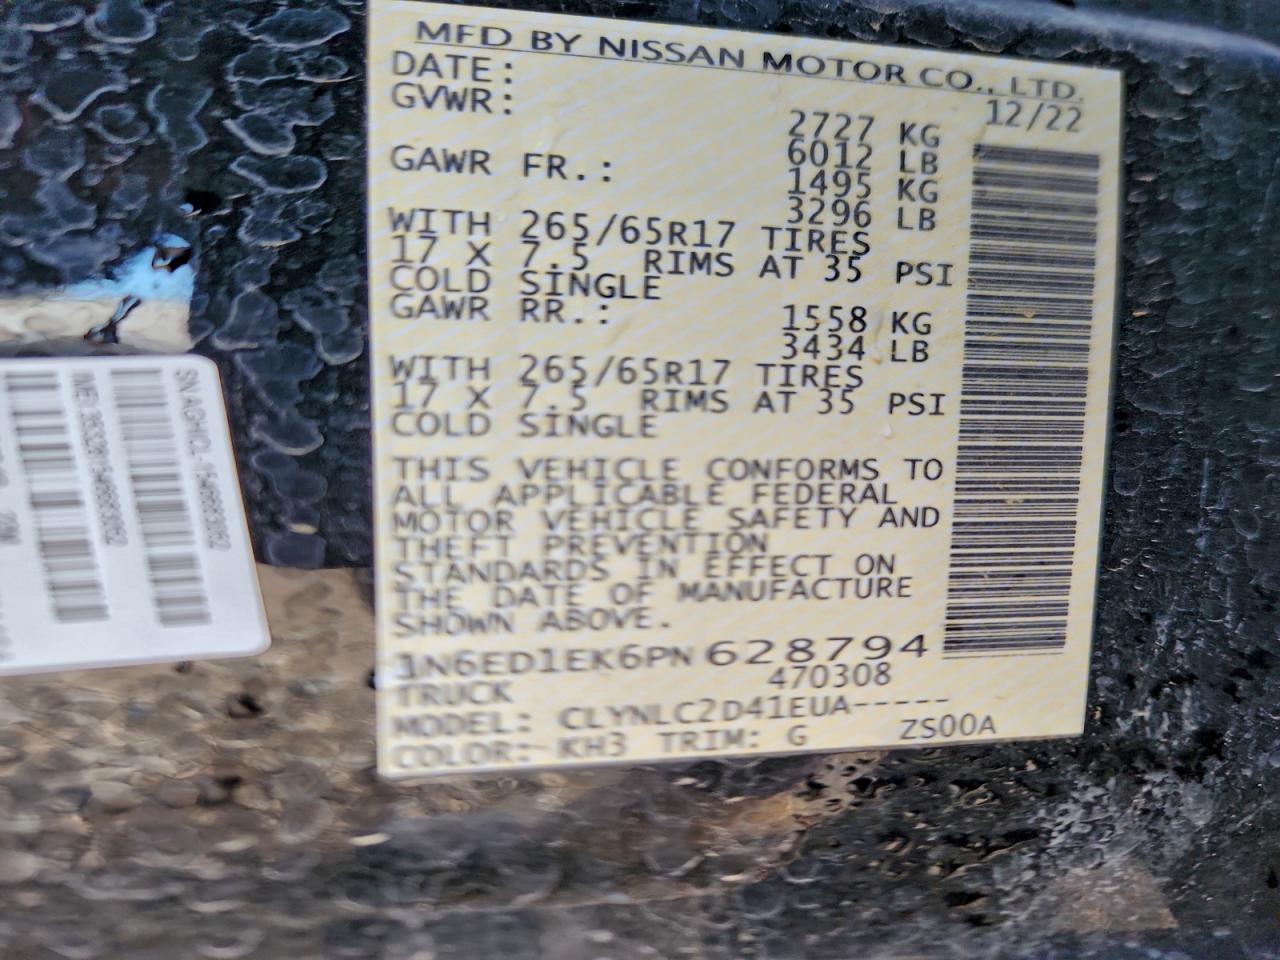 MFD BY NISSAN MOTOR CO., LTD.
DATE: 12/22
GVWR: 2727 KG
6012 LB
GAWR FR.: 1495 KG
3296 LB
WITH 265/65R17 TIRES
17 X 7.5 RIMS AT 35 PSI
COLD SINGLE
GAWR RR.: 1558 KG
3434 LB
WITH 265/65R17 TIRES
17 X 7.5 RIMS AT 35 PSI
COLD SINGLE
THIS VEHICLE CONFORMS TO
ALL APPLICABLE FEDERAL
MOTOR VEHICLE SAFETY AND
THEFT PREVENTION
STANDARDS IN EFFECT ON
THE DATE OF MANUFACTURE
SHOWN ABOVE.
1N6ED1EK6PN 628794
470308
TRUCK
MODEL: CLYNLC2D41EUA-----
COLOR: KH3 TRIM: G ZS00A